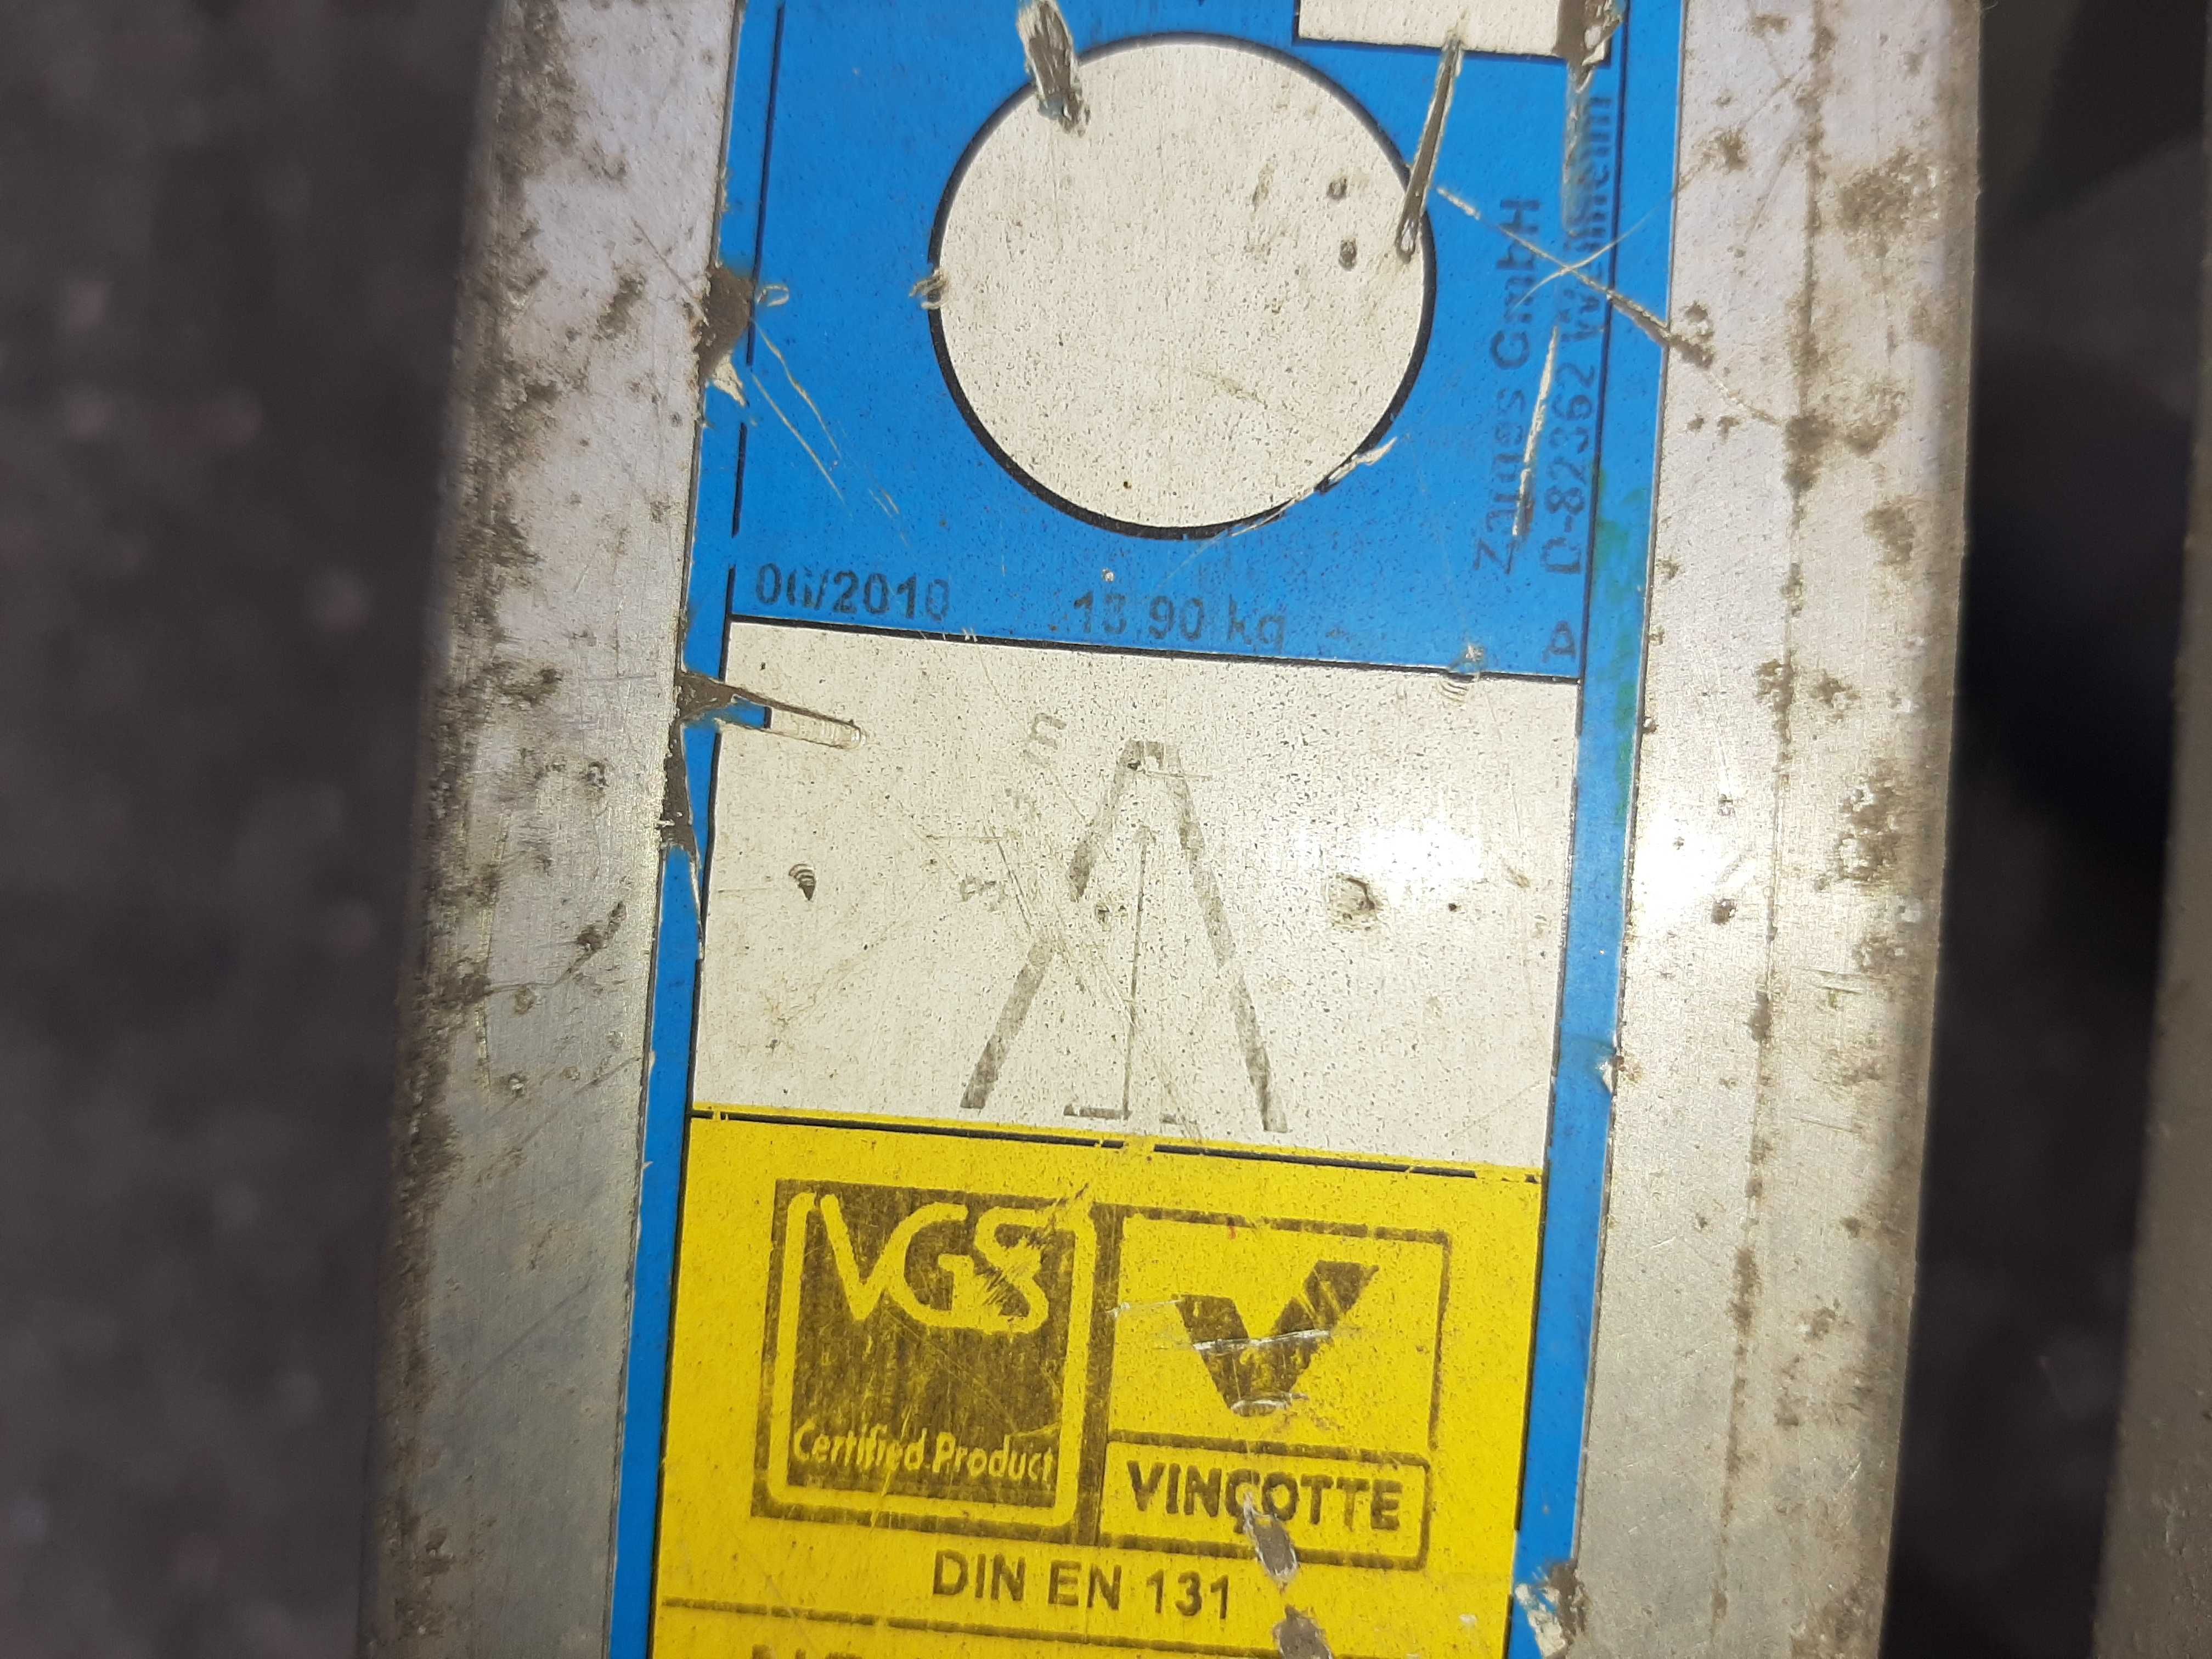 Zarges GmbH
D-82362 Weilheim
06/2010 13,90 kg
m
VGS
Certified Product
VINÇOTTE
DIN EN 131